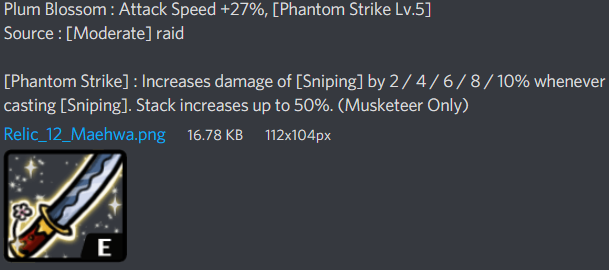 Plum Blossom : Attack Speed +27%, [Phantom Strike Lv.5]
Source : [Moderate] raid
[Phantom Strike] : Increases damage of [Sniping] by 2 / 4 / 6 / 8 / 10% whenever
casting [Sniping]. Stack increases up to 50%. (Musketeer Only)
Relic_12_Maehwa.png 16.78 KB 112x104px
E